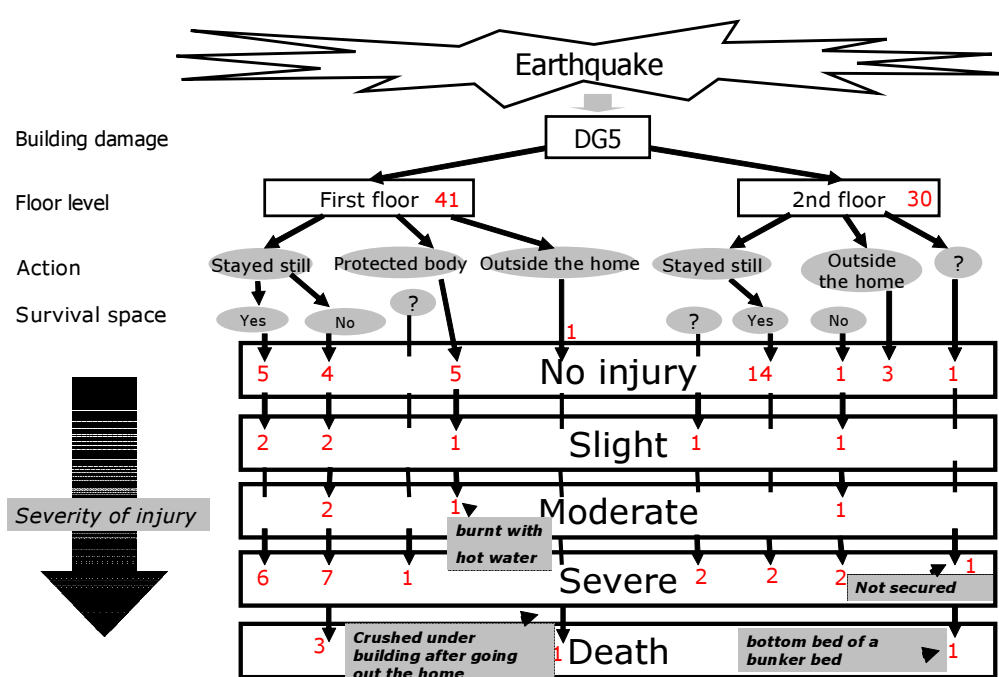 Earthquake
Building damage
DG5
Floor level
First floor 41
2nd floor 30
Action
Stayed still
Protected body
Outside the home
Stayed still
Outside
the home
?
Survival space
Yes
No
?
1
?
Yes
No
5 4 5 No injury 14 1 3 1
2 2 1 Slight 1 1
Severity of injury
2 1 Moderate 1
burnt with
hot water
6 7 1 Severe 2 2 2 1
Not secured
3 1 Death 1
Crushed under
building after going
out the home
bottom bed of a
bunker bed